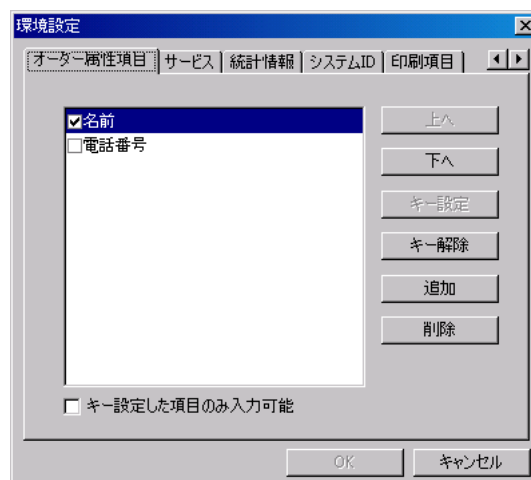 環境設定
オーダー属性項目 サービス 統計情報 システムID 印刷項目
名前
電話番号
上へ
下へ
キー設定
キー解除
追加
削除
キー設定した項目のみ入力可能
OK キャンセル